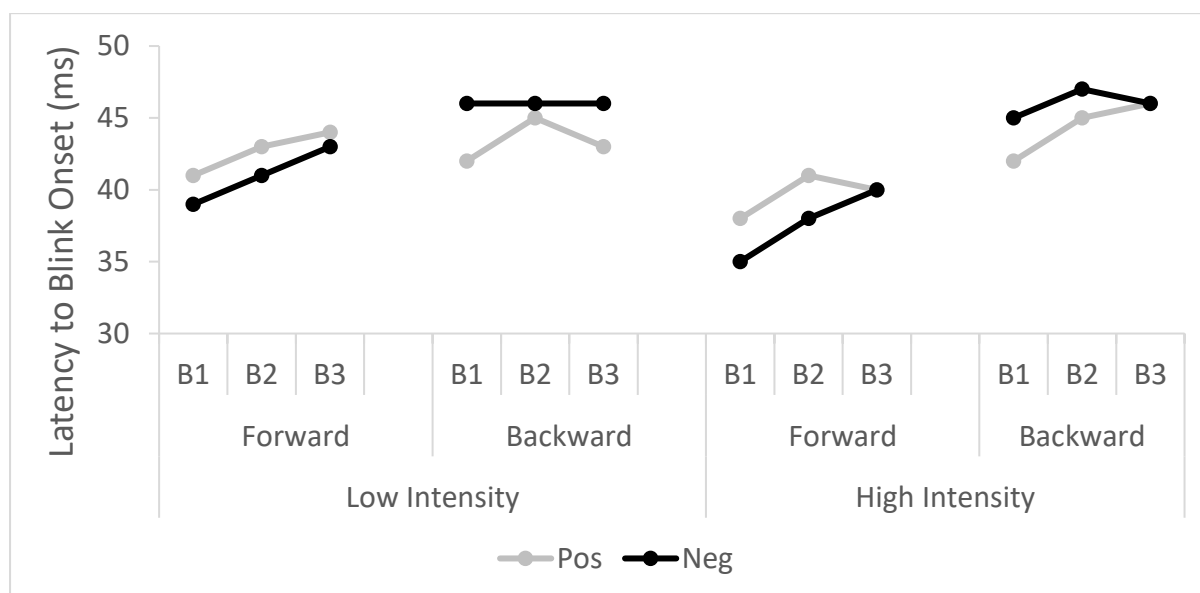 Latency to Blink Onset (ms)
50
45
40
35
30
B1 B2 B3 B1 B2 B3 B1 B2 B3 B1 B2 B3
Forward Backward Forward Backward
Low Intensity High Intensity
Pos Neg